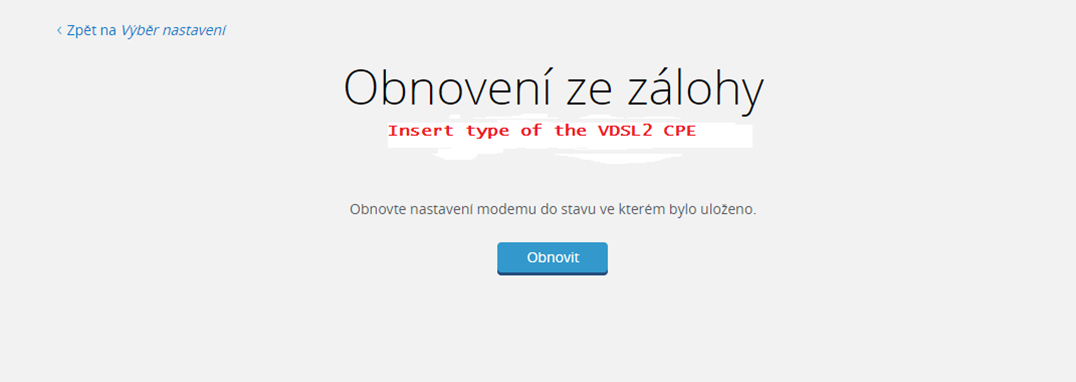 ‹ Zpět na Výběr nastavení
Obnovení ze zálohy
Insert type of the VDSL2 CPE
Obnovte nastavení modemu do stavu ve kterém bylo uloženo.
Obnovit